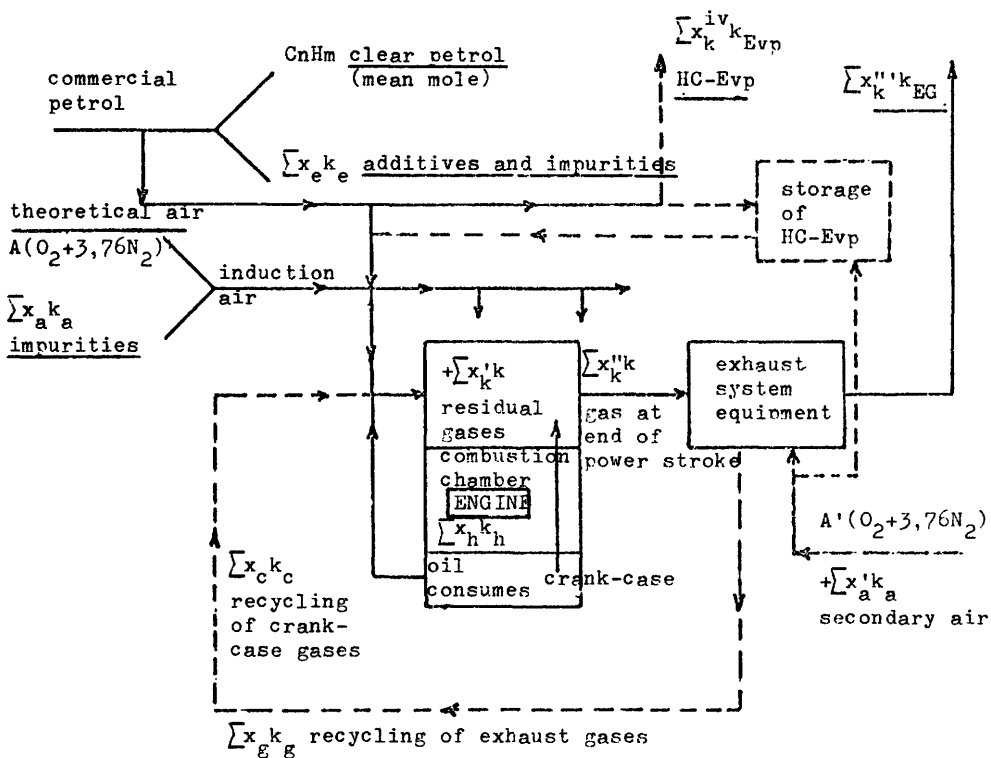 CnHm clear petrol
(mean mole)
commercial
petrol
∑x_e k_e additives and impurities
∑x_k^iv k_Evp
HC-Evp
∑x_k''' k_EG
storage
of
HC-Evp
theoretical air
A(O₂+3,76N₂)
induction
air
∑x_a k_a
impurities
+∑x_k' k
residual
gases
combustion
chamber
ENGINE
∑x_h k_h
oil
consumes
crank-case
∑x_k'' k
gas at
end of
power stroke
exhaust
system
equipment
A'(O₂+3,76N₂)
+∑x_a' k_a
secondary air
∑x_c k_c
recycling
of crank-
case gases
∑x_g k_g recycling of exhaust gases